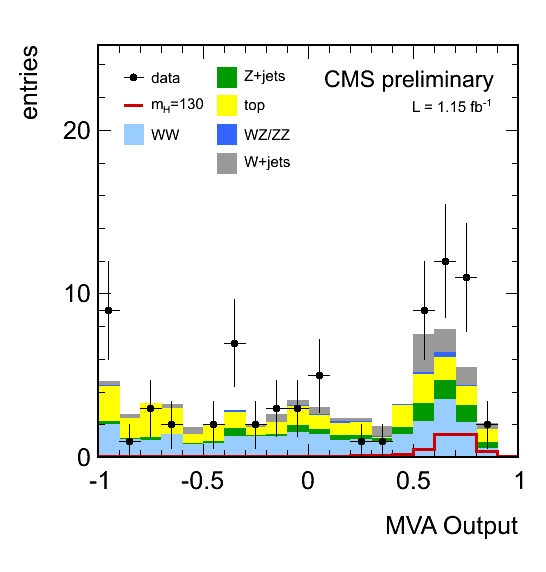 entries
data
m_H=130
WW
Z+jets
top
WZ/ZZ
W+jets
CMS preliminary
L = 1.15 fb⁻¹
20
10
0
-1 -0.5 0 0.5 1
MVA Output